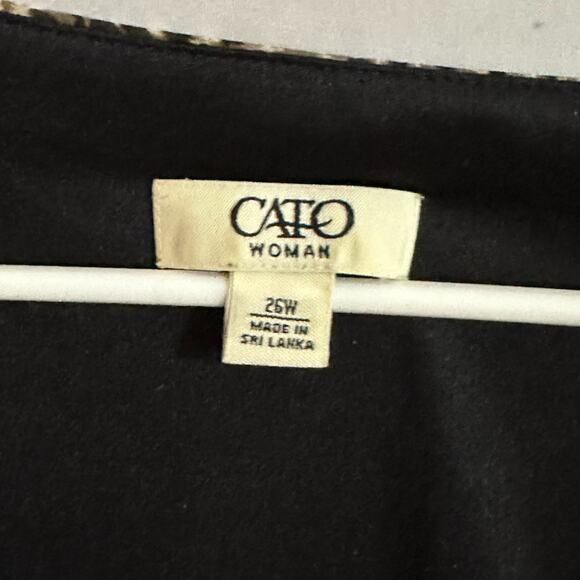 CATO
WOMAN
26W
MADE IN
SRI LANKA